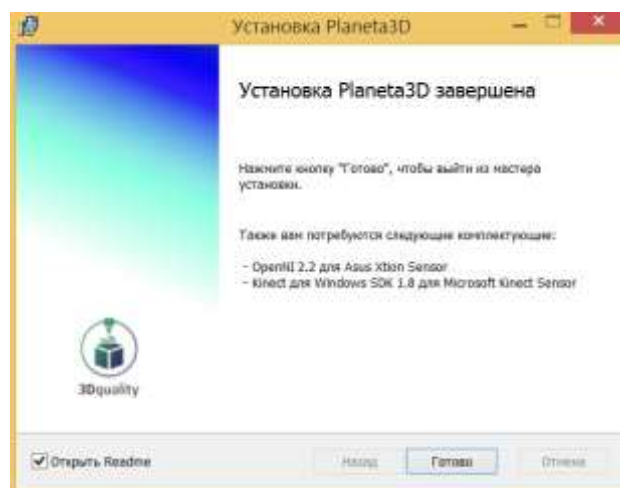 Установка Planeta3D
Установка Planeta3D завершена
Нажмите кнопку "Готово", чтобы выйти из мастера
установки.
Также вам потребуются следующие комплектующие:
- OpenNI 2.2 для Asus Xtion Sensor
- Kinect для Windows SDK 1.8 для Microsoft Kinect Sensor
3Dquality
Открыть Readme
Назад
Готово
Отмена